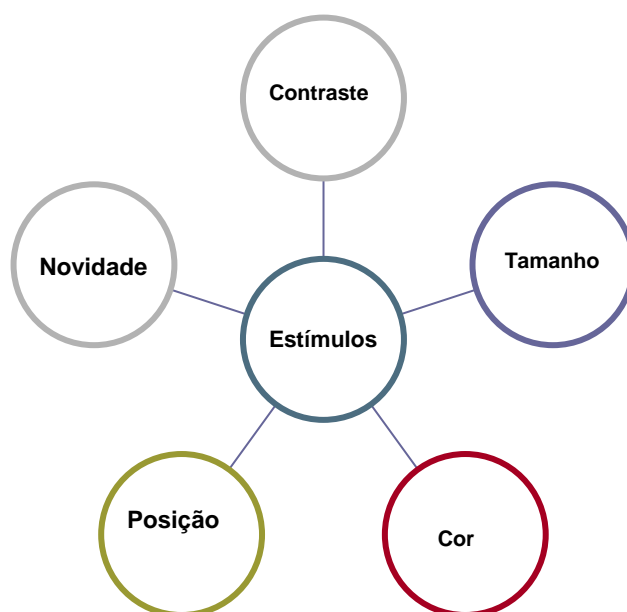 Contraste
Novidade
Tamanho
Estímulos
Posição
Cor